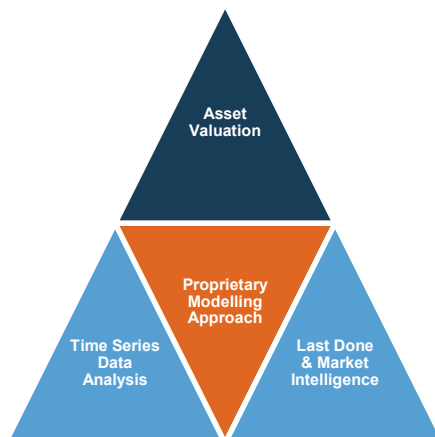 Asset
Valuation
Proprietary
Modelling
Approach
Time Series
Data
Analysis
Last Done
& Market
Intelligence